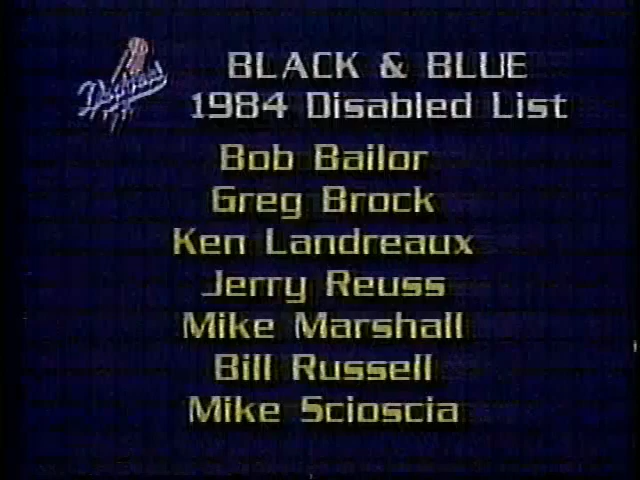 Dodgers
BLACK & BLUE
1984 Disabled List
Bob Bailor
Greg Brock
Ken Landreaux
Jerry Reuss
Mike Marshall
Bill Russell
Mike Scioscia